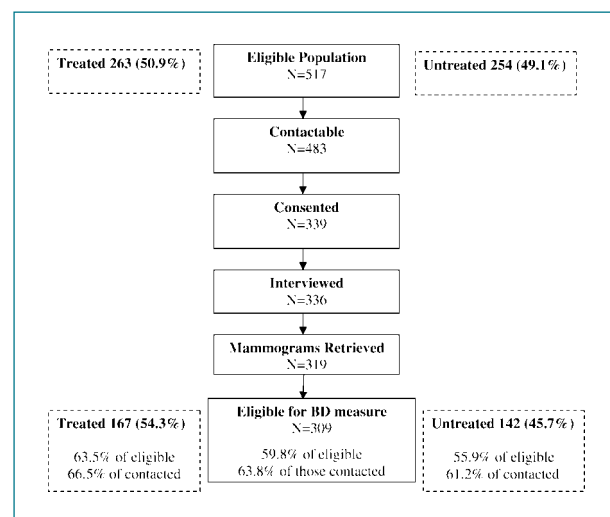 Treated 263 (50.9%)
Eligible Population
N=517
Untreated 254 (49.1%)
Contactable
N=483
Consented
N=339
Interviewed
N=336
Mammograms Retrieved
N=319
Treated 167 (54.3%)
63.5% of eligible
66.5% of contacted
Eligible for BD measure
N=309
59.8% of eligible
63.8% of those contacted
Untreated 142 (45.7%)
55.9% of eligible
61.2% of contacted